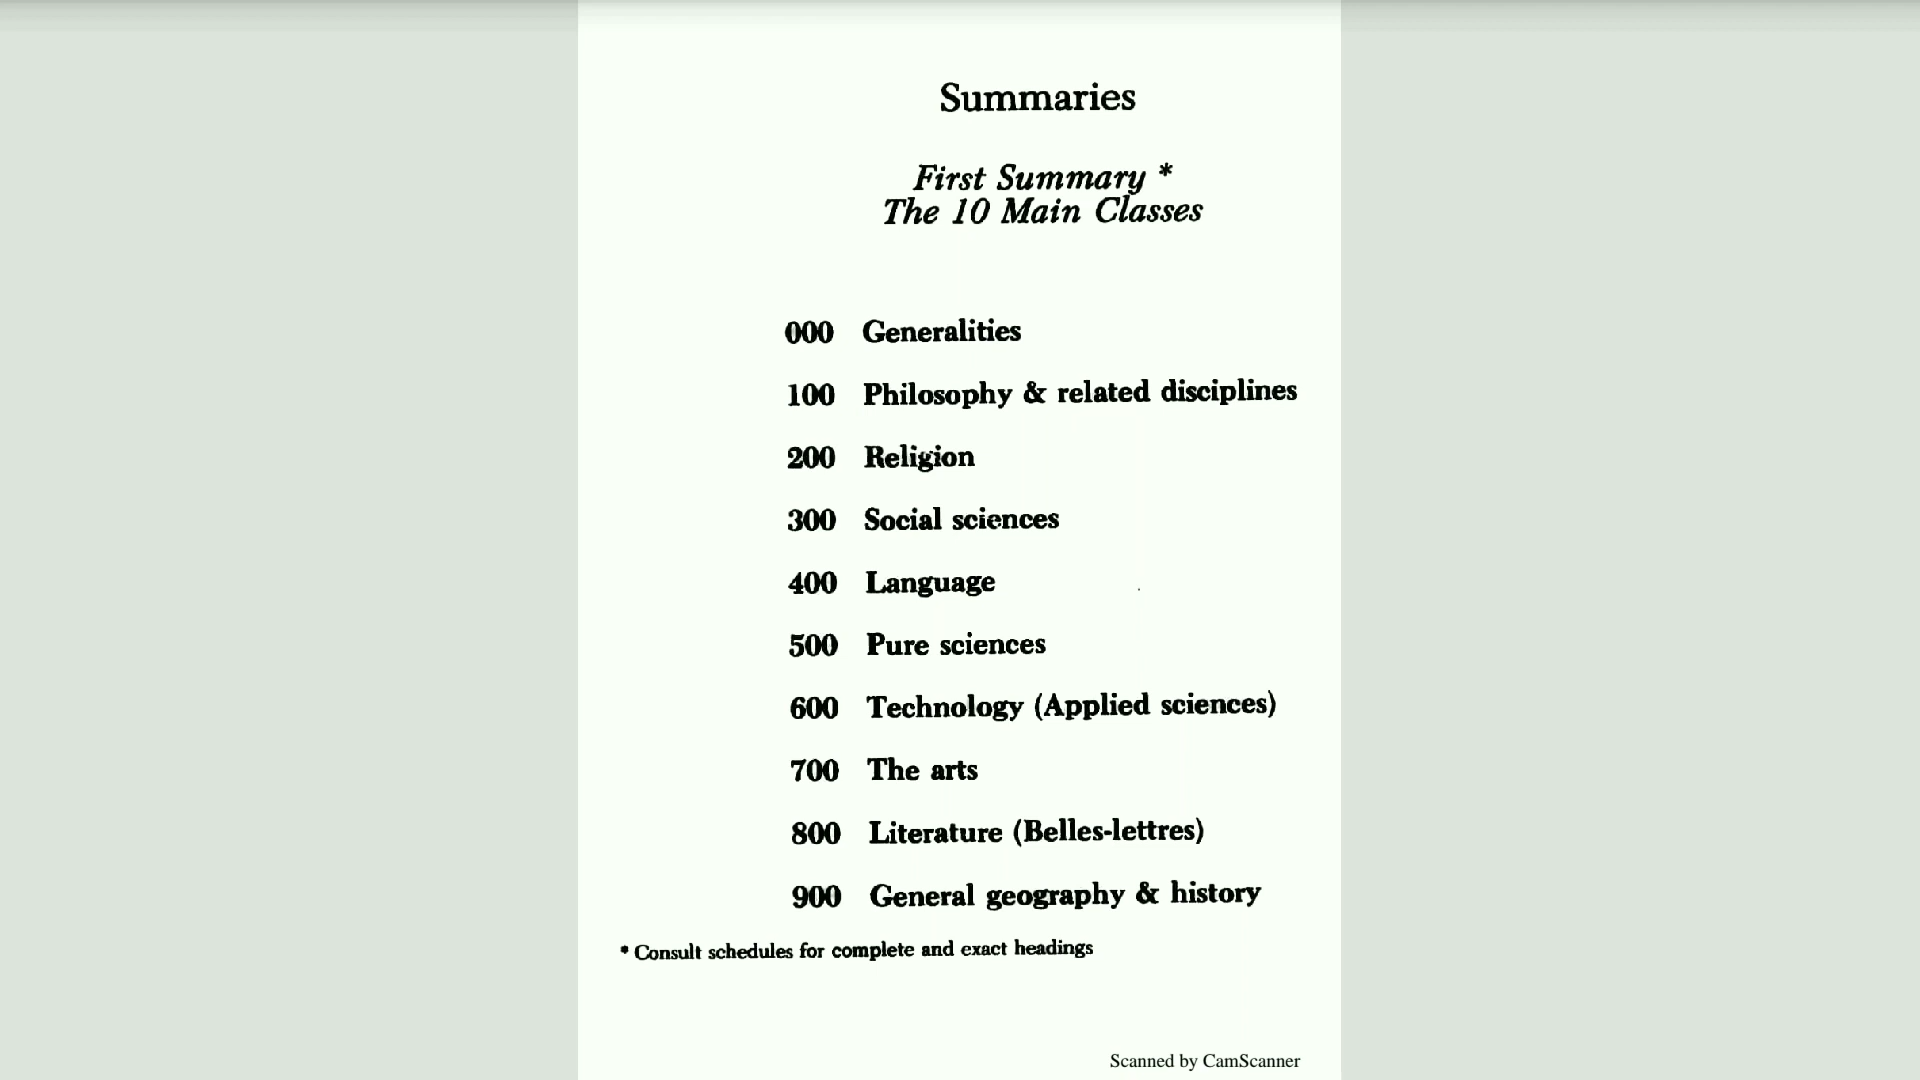 Summaries
First Summary *
The 10 Main Classes
000 Generalities
100 Philosophy & related disciplines
200 Religion
300 Social sciences
400 Language
500 Pure sciences
600 Technology (Applied sciences)
700 The arts
800 Literature (Belles-lettres)
900 General geography & history
* Consult schedules for complete and exact headings
Scanned by CamScanner